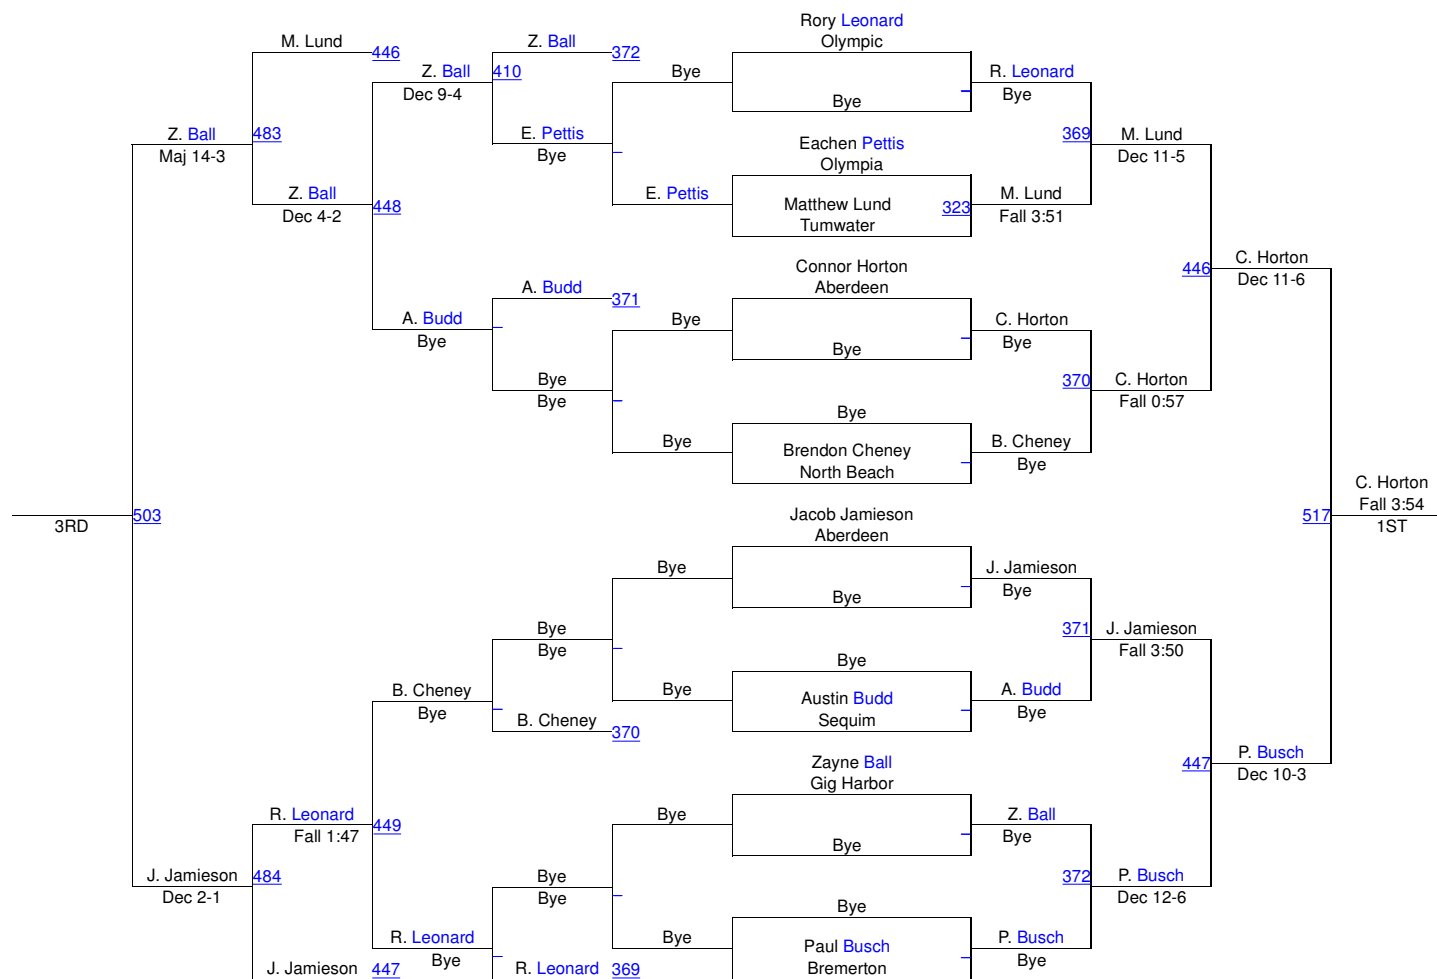 Rory Leonard
M. Lund
446
Z. Ball
372
Olympic
Z. Ball
410
Bye
R. Leonard
Dec 9-4
Bye
Bye
Z. Ball
483
E. Pettis
Eachen Pettis
369
M. Lund
Maj 14-3
Bye
Olympia
Dec 11-5
Z. Ball
448
E. Pettis
Matthew Lund
323
M. Lund
Dec 4-2
Tumwater
Fall 3:51
Connor Horton
446
C. Horton
A. Budd
371
Aberdeen
Dec 11-6
A. Budd
Bye
C. Horton
Bye
Bye
Bye
Bye
370
C. Horton
Bye
Fall 0:57
Bye
Bye
Brendon Cheney
B. Cheney
North Beach
Bye
C. Horton
503
Jacob Jamieson
517
Fall 3:54
3RD
Aberdeen
1ST
Bye
J. Jamieson
Bye
Bye
Bye
371
J. Jamieson
Bye
Fall 3:50
Bye
B. Cheney
Bye
Austin Budd
A. Budd
Bye
B. Cheney
370
Sequim
Bye
Zayne Ball
447
P. Busch
Gig Harbor
Dec 10-3
R. Leonard
449
Bye
Z. Ball
Fall 1:47
Bye
Bye
J. Jamieson
484
Bye
372
P. Busch
Dec 2-1
Bye
Dec 12-6
Bye
R. Leonard
Bye
Paul Busch
P. Busch
Bye
Bye
J. Jamieson
447
R. Leonard
369
Bremerton